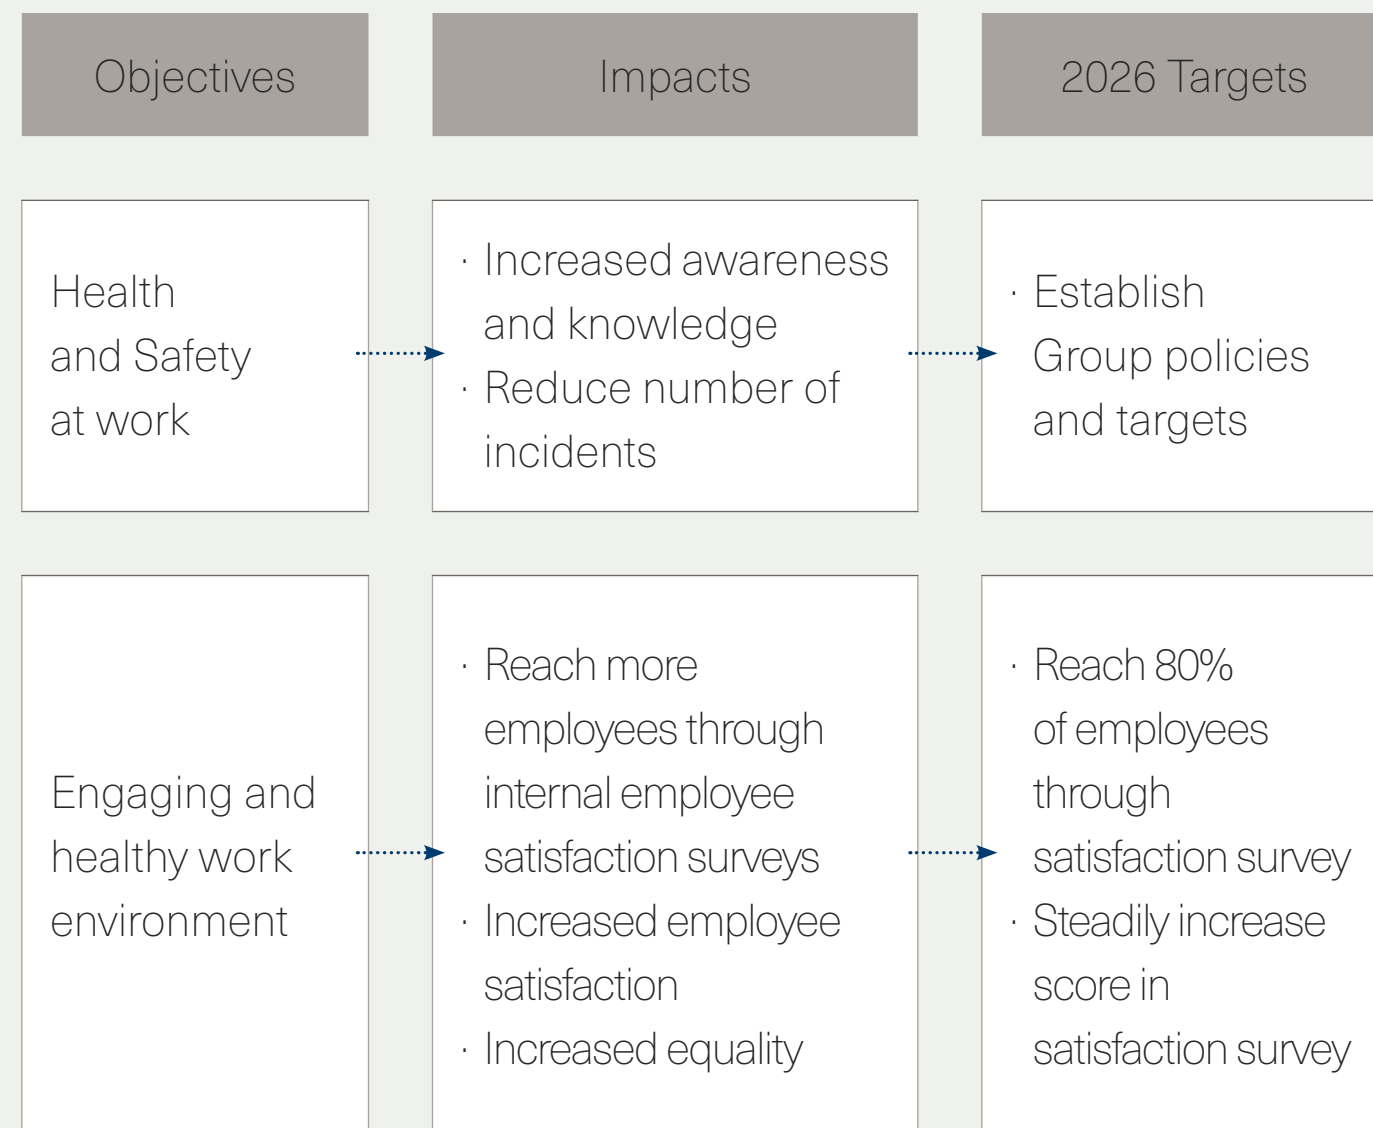 Objectives
Impacts
2026 Targets
Health
and Safety
at work
· Increased awareness
and knowledge
· Reduce number of
incidents
· Establish
Group policies
and targets
Engaging and
healthy work
environment
· Reach more
employees through
internal employee
satisfaction surveys
· Increased employee
satisfaction
· Increased equality
· Reach 80%
of employees
through
satisfaction survey
· Steadily increase
score in
satisfaction survey